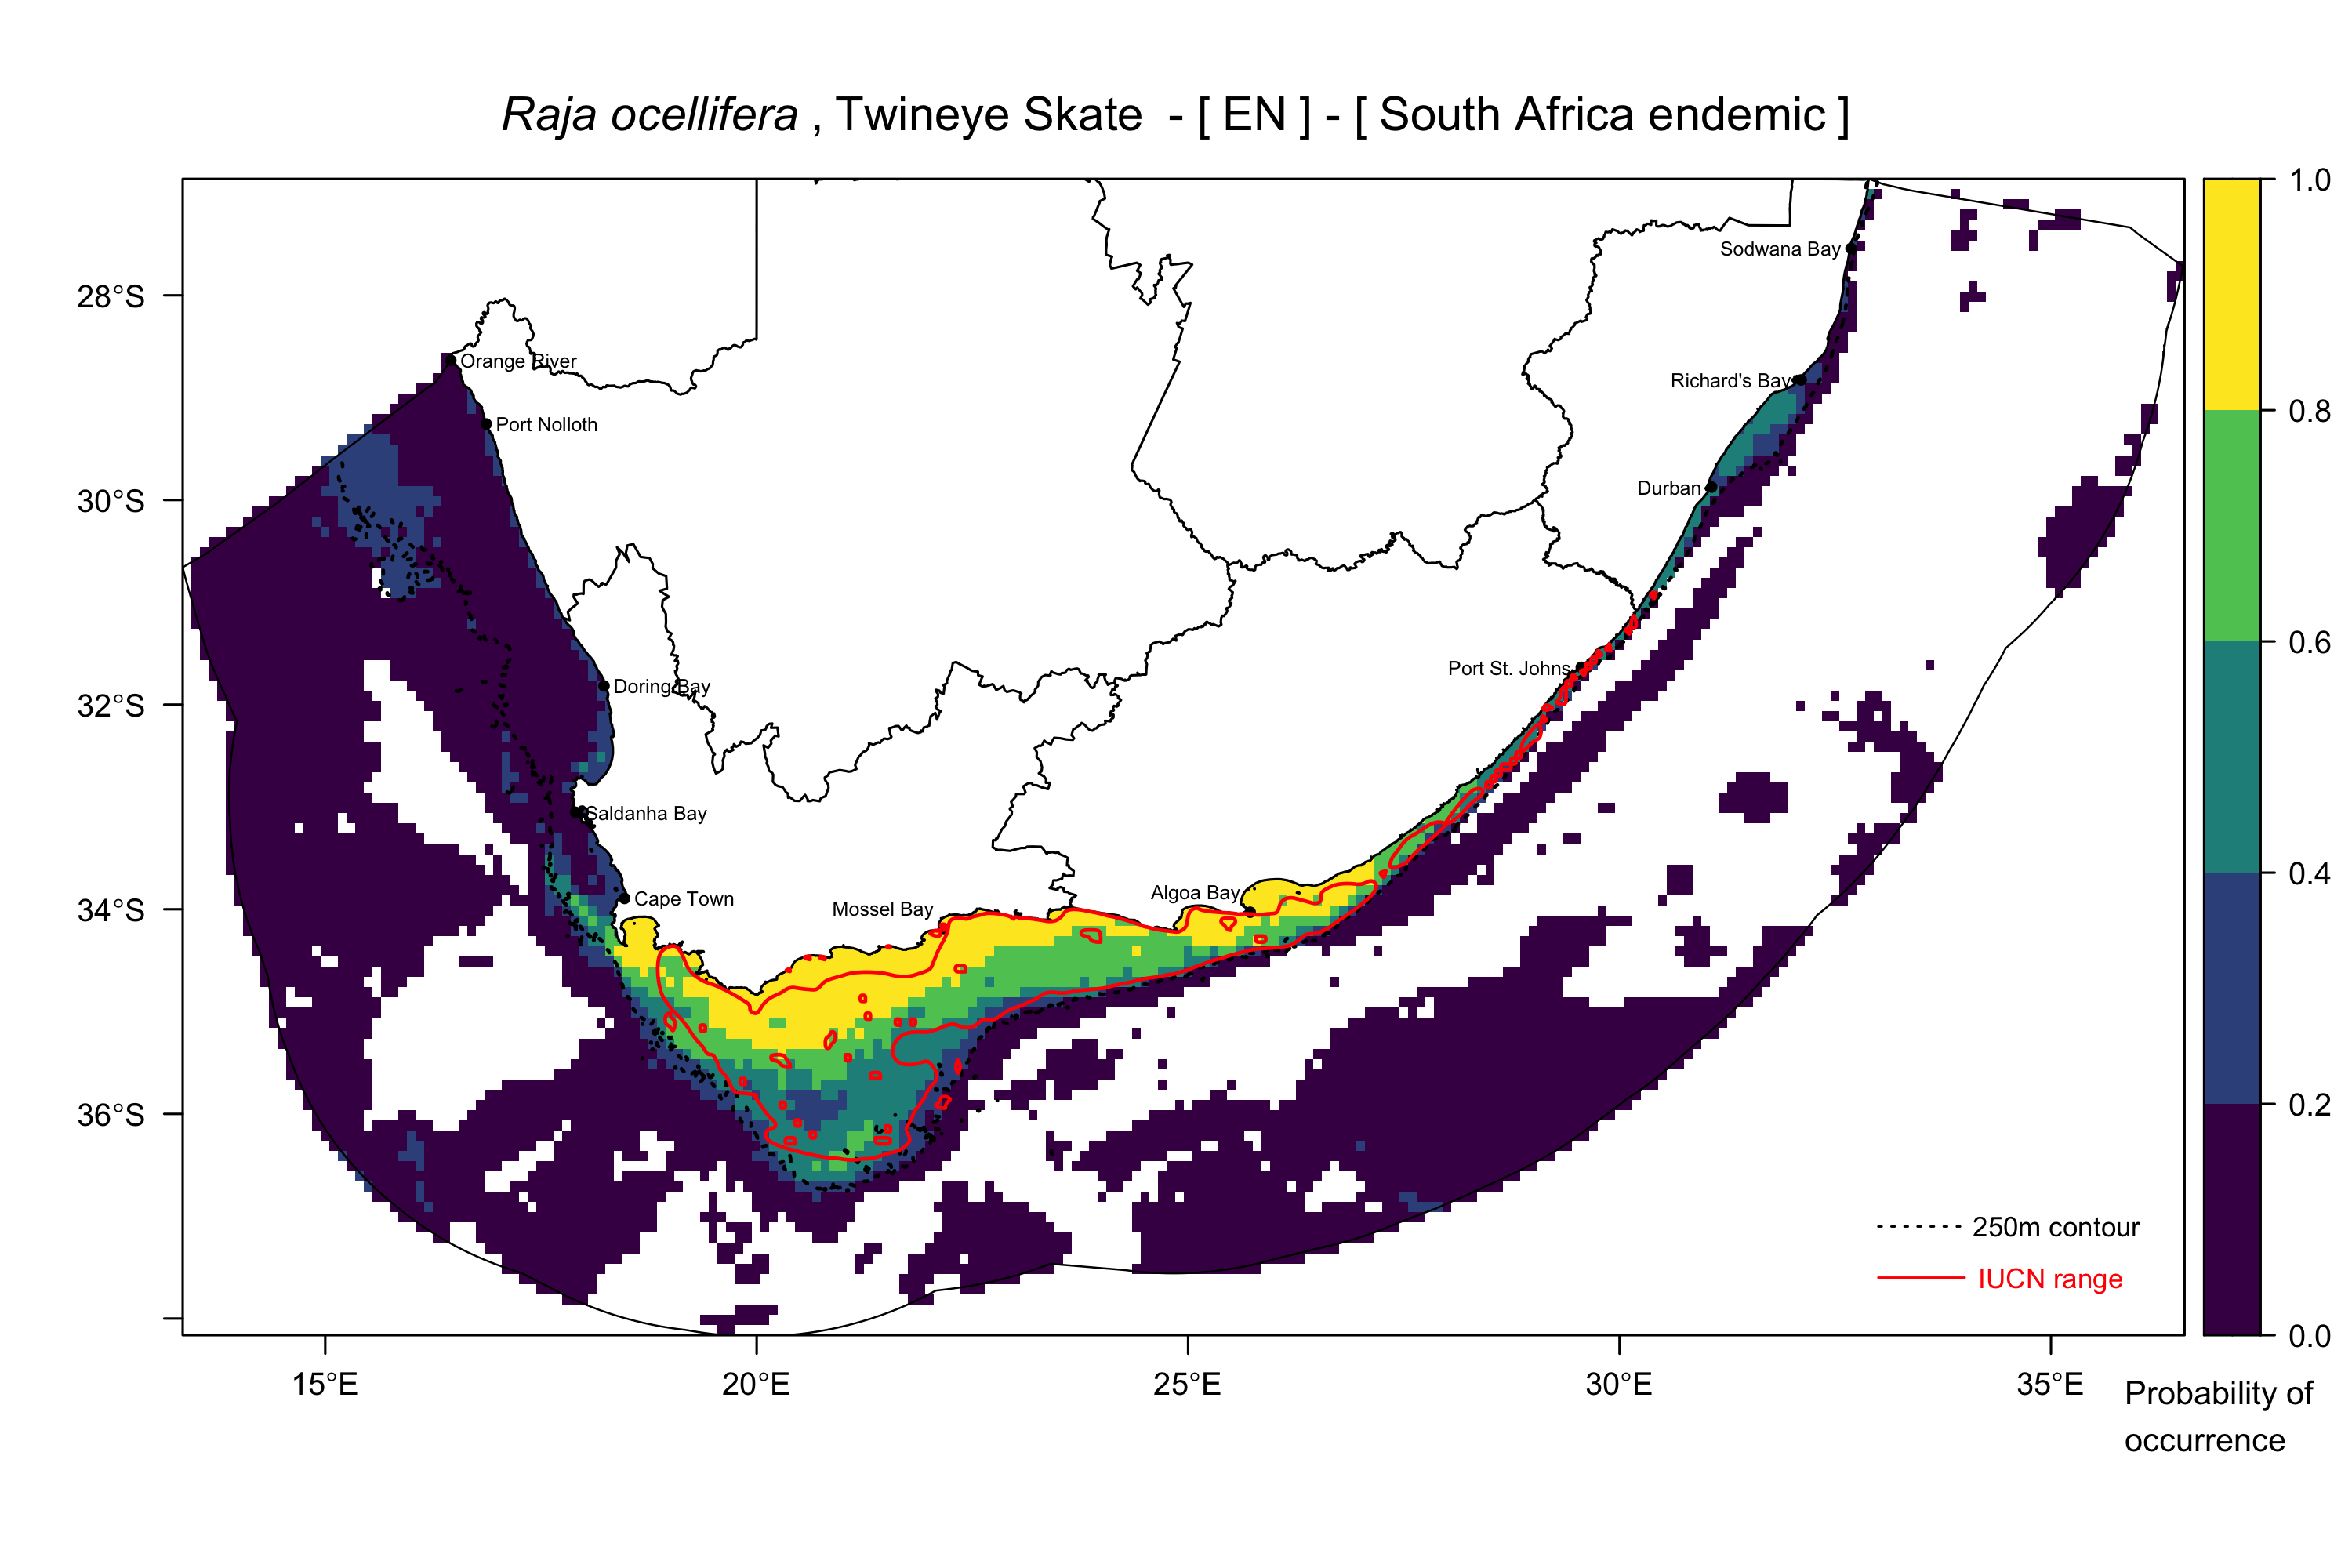 Raja ocellifera , Twineye Skate - [ EN ] - [ South Africa endemic ]
1.0
Sodwana Bay
28°S
Orange River
Richard's Bay
0.8
Port Nolloth
Durban
30°S
0.6
Port St. Johns
Doring Bay
32°S
Saldanha Bay
0.4
Algoa Bay
Cape Town
Mossel Bay
34°S
0.2
36°S
250m contour
IUCN range
0.0
15°E
20°E
25°E
30°E
35°E
Probability of
occurrence